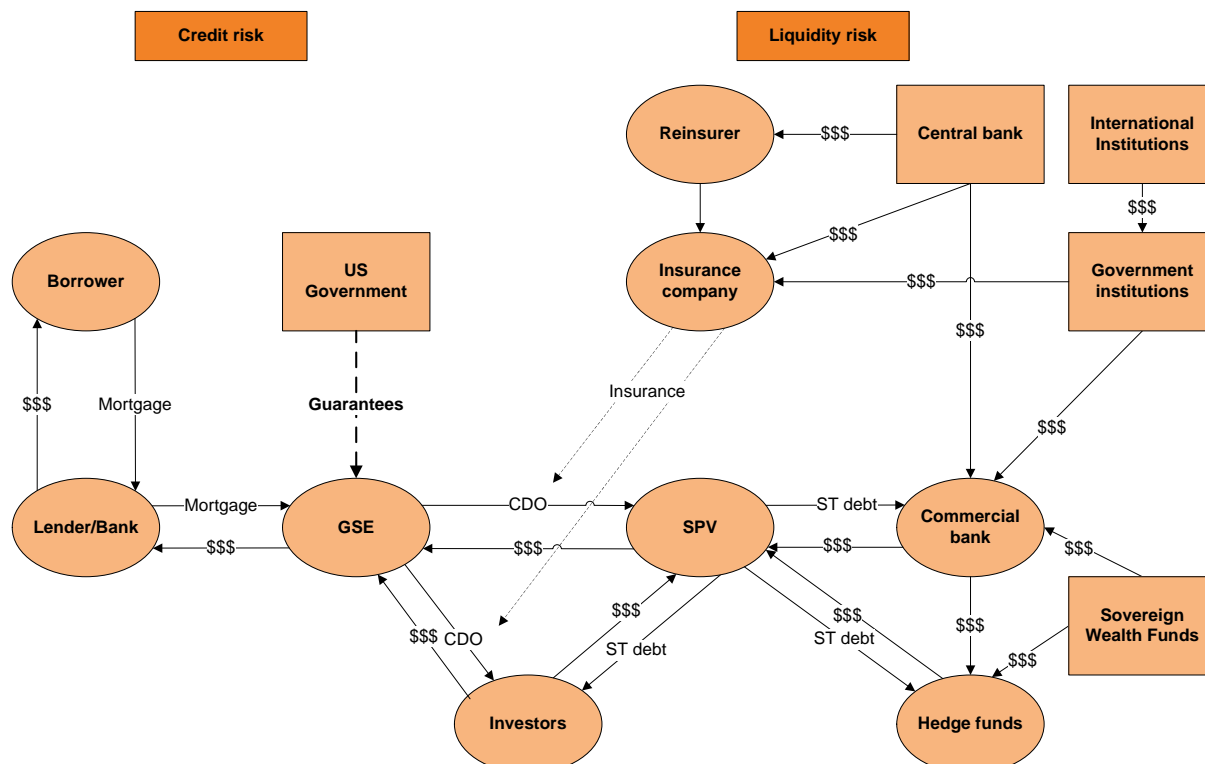 Credit risk
Liquidity risk
Reinsurer
$$$
Central bank
International
Institutions
$$$
$$$
Borrower
US
Government
Insurance
company
$$$
Government
institutions
$$$
$$$
Mortgage
Guarantees
Insurance
$$$
Lender/Bank
Mortgage
$$$
GSE
CDO
$$$
SPV
ST debt
$$$
Commercial
bank
$$$
$$$
CDO
$$$
ST debt
$$$
ST debt
$$$
$$$
Sovereign
Wealth Funds
Investors
Hedge funds